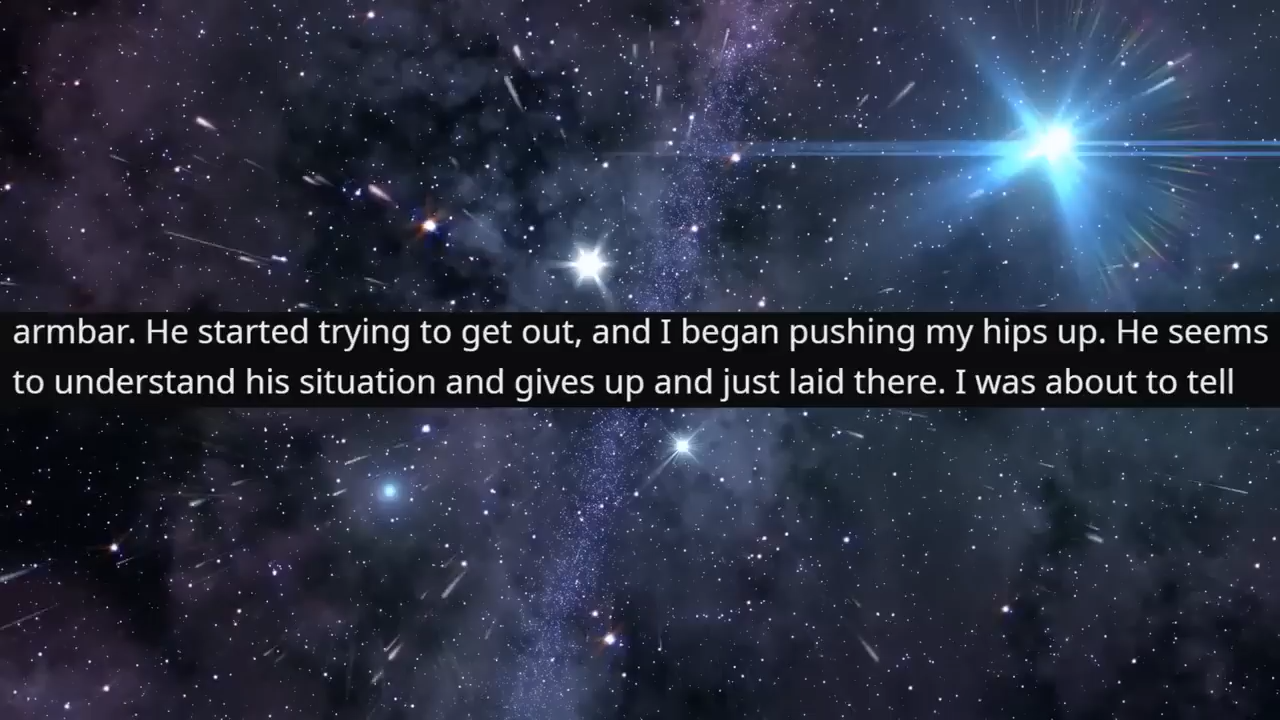 armbar. He started trying to get out, and I began pushing my hips up. He seems
to understand his situation and gives up and just laid there. I was about to tell